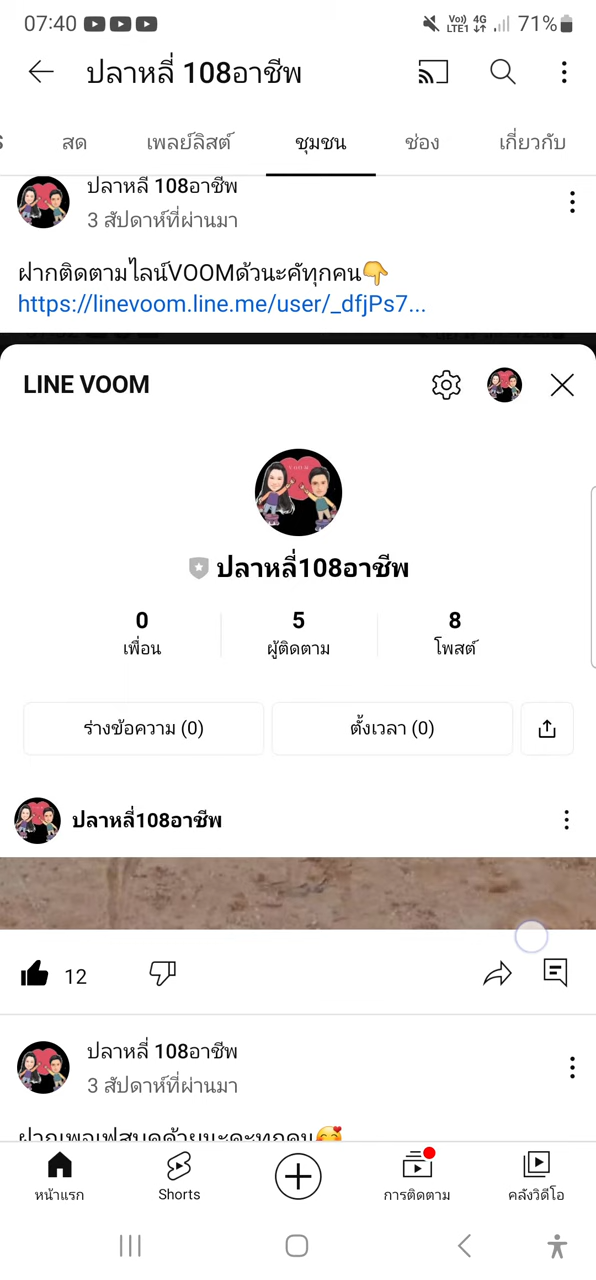 07:40
Vo)) 4G
LTE1
71%
ปลาหลี่ 108อาชีพ
สด
เพลย์ลิสต์
ชุมชน
ช่อง
เกี่ยวกับ
ปลาหลี่ 108อาชีพ
3 สัปดาห์ที่ผ่านมา
ฝากติดตามไลน์VOOMด้วนะคัทุกคน👇
https://linevoom.line.me/user/_dfjPs7...
LINE VOOM
ปลาหลี่108อาชีพ
0
5
8
เพื่อน
ผู้ติดตาม
โพสต์
ร่างข้อความ (0)
ตั้งเวลา (0)
ปลาหลี่108อาชีพ
12
ปลาหลี่ 108อาชีพ
3 สัปดาห์ที่ผ่านมา
หน้าแรก
Shorts
การติดตาม
คลังวิดีโอ